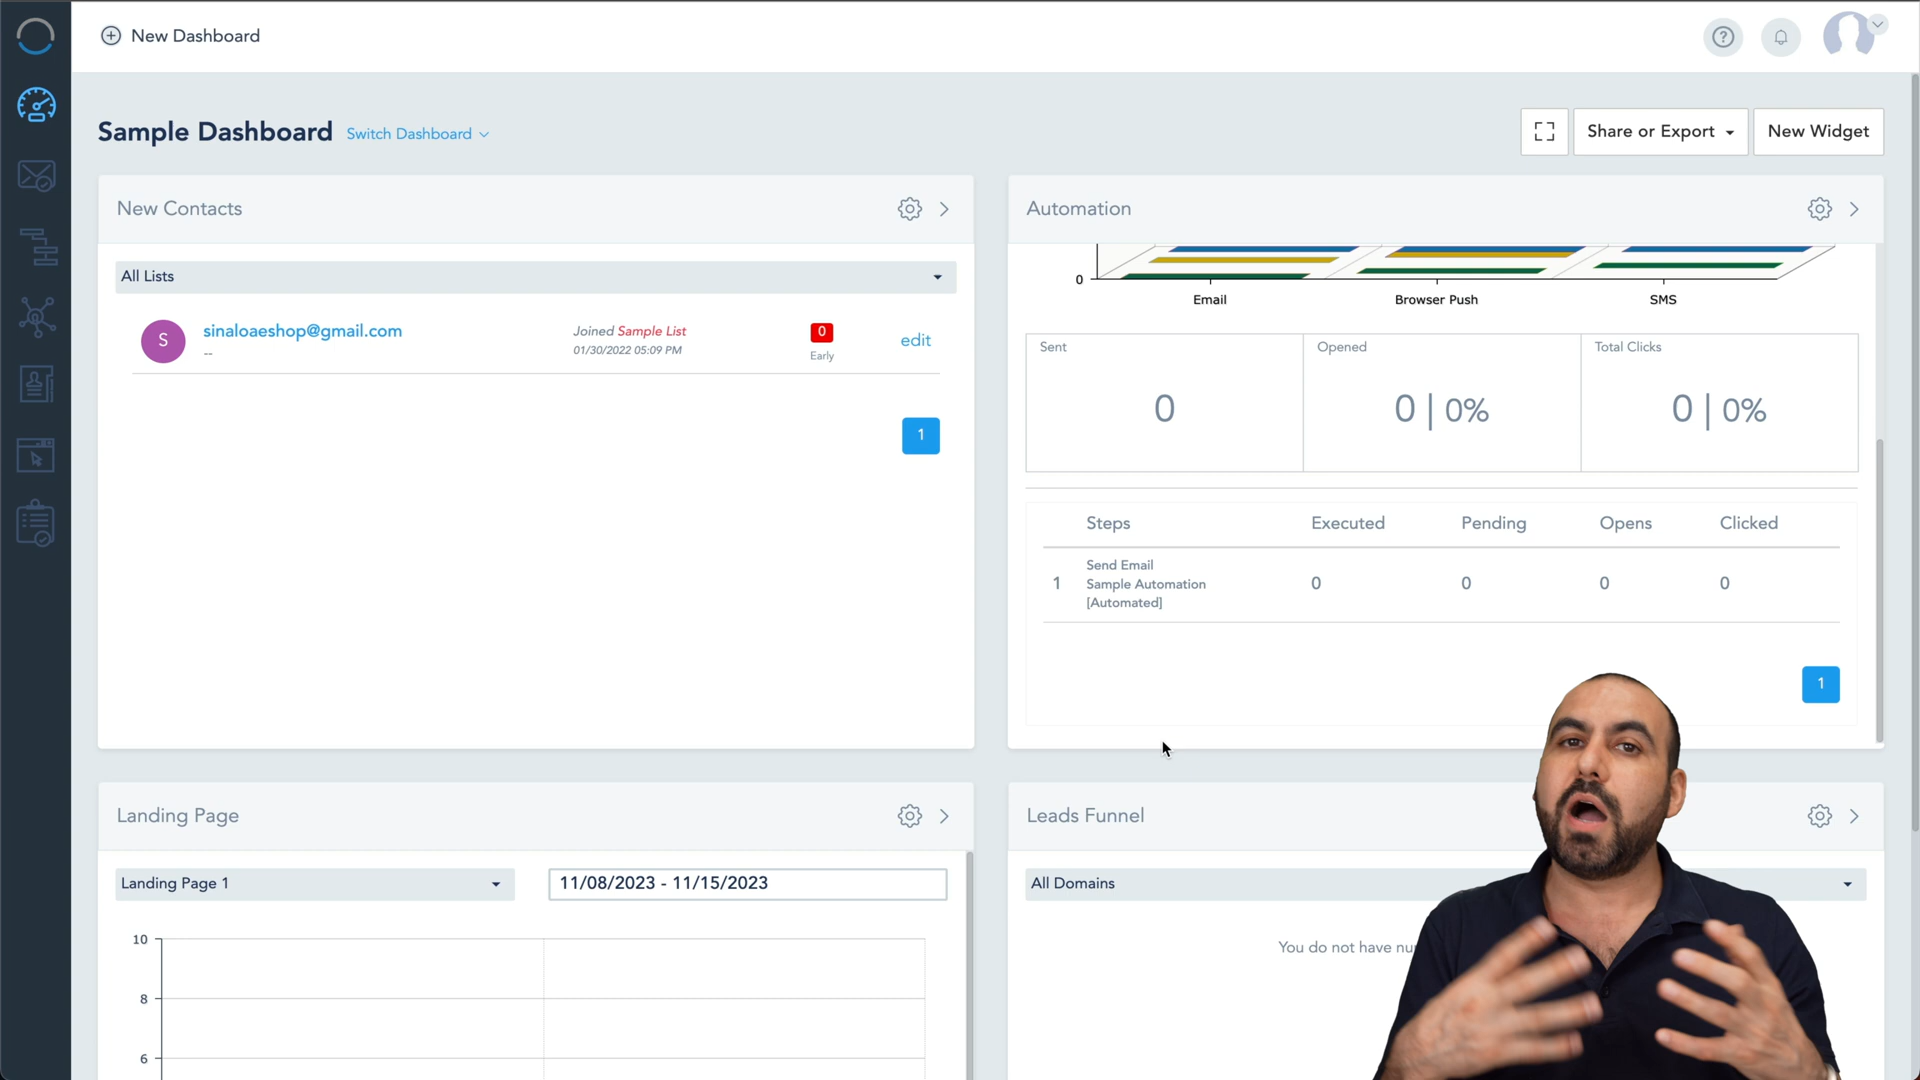 New Dashboard
Sample Dashboard Switch Dashboard
Share or Export
New Widget
New Contacts
All Lists
S
sinaloaeshop@gmail.com
--
Joined Sample List
01/30/2022 05:09 PM
0
Early
edit
1
Automation
0
Email Browser Push SMS
Sent Opened Total Clicks
0 0 | 0% 0 | 0%
Steps Executed Pending Opens Clicked
1 Send Email
Sample Automation
[Automated]
0 0 0 0
1
Landing Page
Landing Page 1
11/08/2023 - 11/15/2023
10
8
6
Leads Funnel
All Domains
You do not have